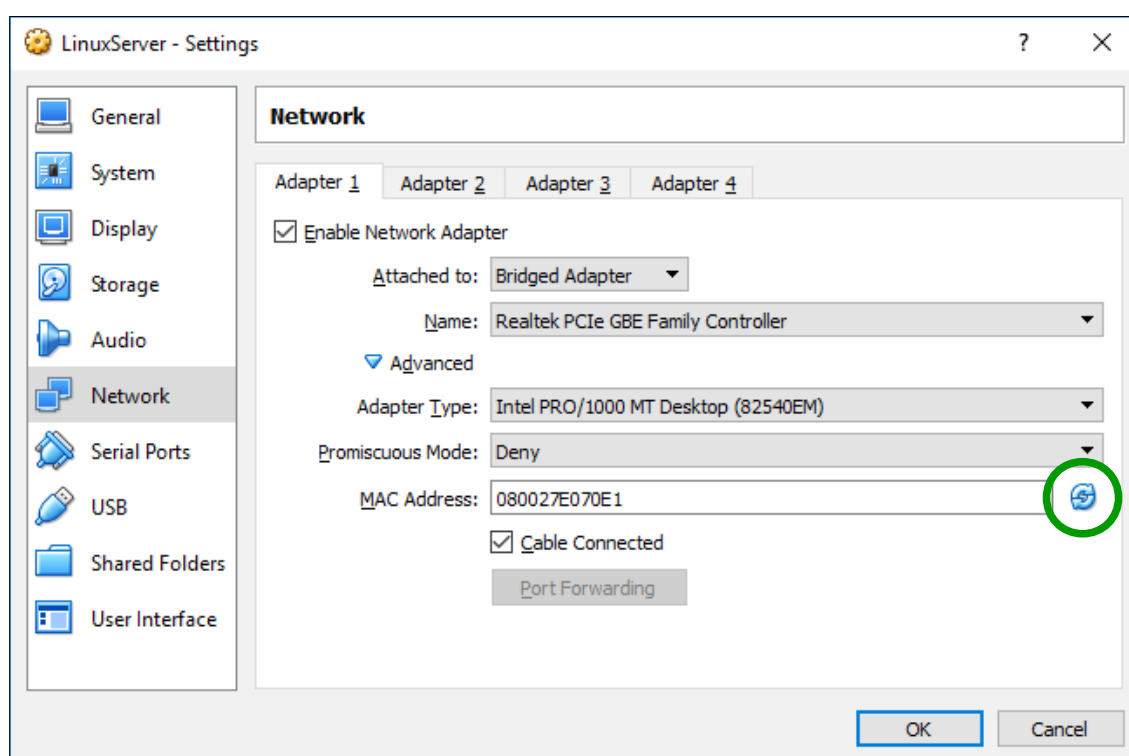 LinuxServer - Settings ?
General
System
Display
Storage
Audio
Network
Serial Ports
USB
Shared Folders
User Interface
Network
Adapter 1 Adapter 2 Adapter 3 Adapter 4
Enable Network Adapter
Attached to: Bridged Adapter
Name: Realtek PCIe GBE Family Controller
Advanced
Adapter Type: Intel PRO/1000 MT Desktop (82540EM)
Promiscuous Mode: Deny
MAC Address: 080027E070E1
Cable Connected
Port Forwarding
OK Cancel